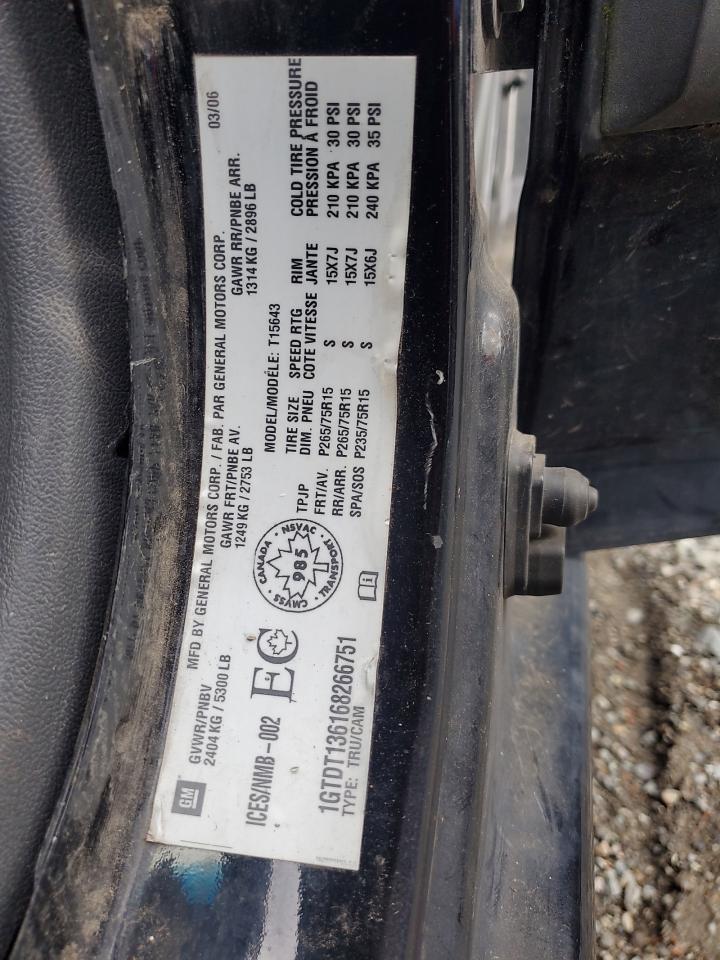 GM
MFD BY GENERAL MOTORS CORP. / FAB. PAR GENERAL MOTORS CORP. 03/06
GVWR/PNBV GAWR FRT/PNBE AV. GAWR RR/PNBE ARR.
2404 KG / 5300 LB 1249 KG / 2753 LB 1314 KG / 2896 LB
ICES/NMB-002
EC
CANADA · NSVAC · TRANSPORT · CMVSS ·
985
MODEL/MODÉLE: T15643
TPJP TIRE SIZE SPEED RTG RIM COLD TIRE PRESSURE
DIM. PNEU COTE VITESSE JANTE PRESSION À FROID
FRT/AV. P265/75R15 S 15X7J 210 KPA 30 PSI
RR/ARR. P265/75R15 S 15X7J 210 KPA 30 PSI
SPA/SOS P235/75R15 S 15X6J 240 KPA 35 PSI
1GTDT136168266751
TYPE: TRU/CAM